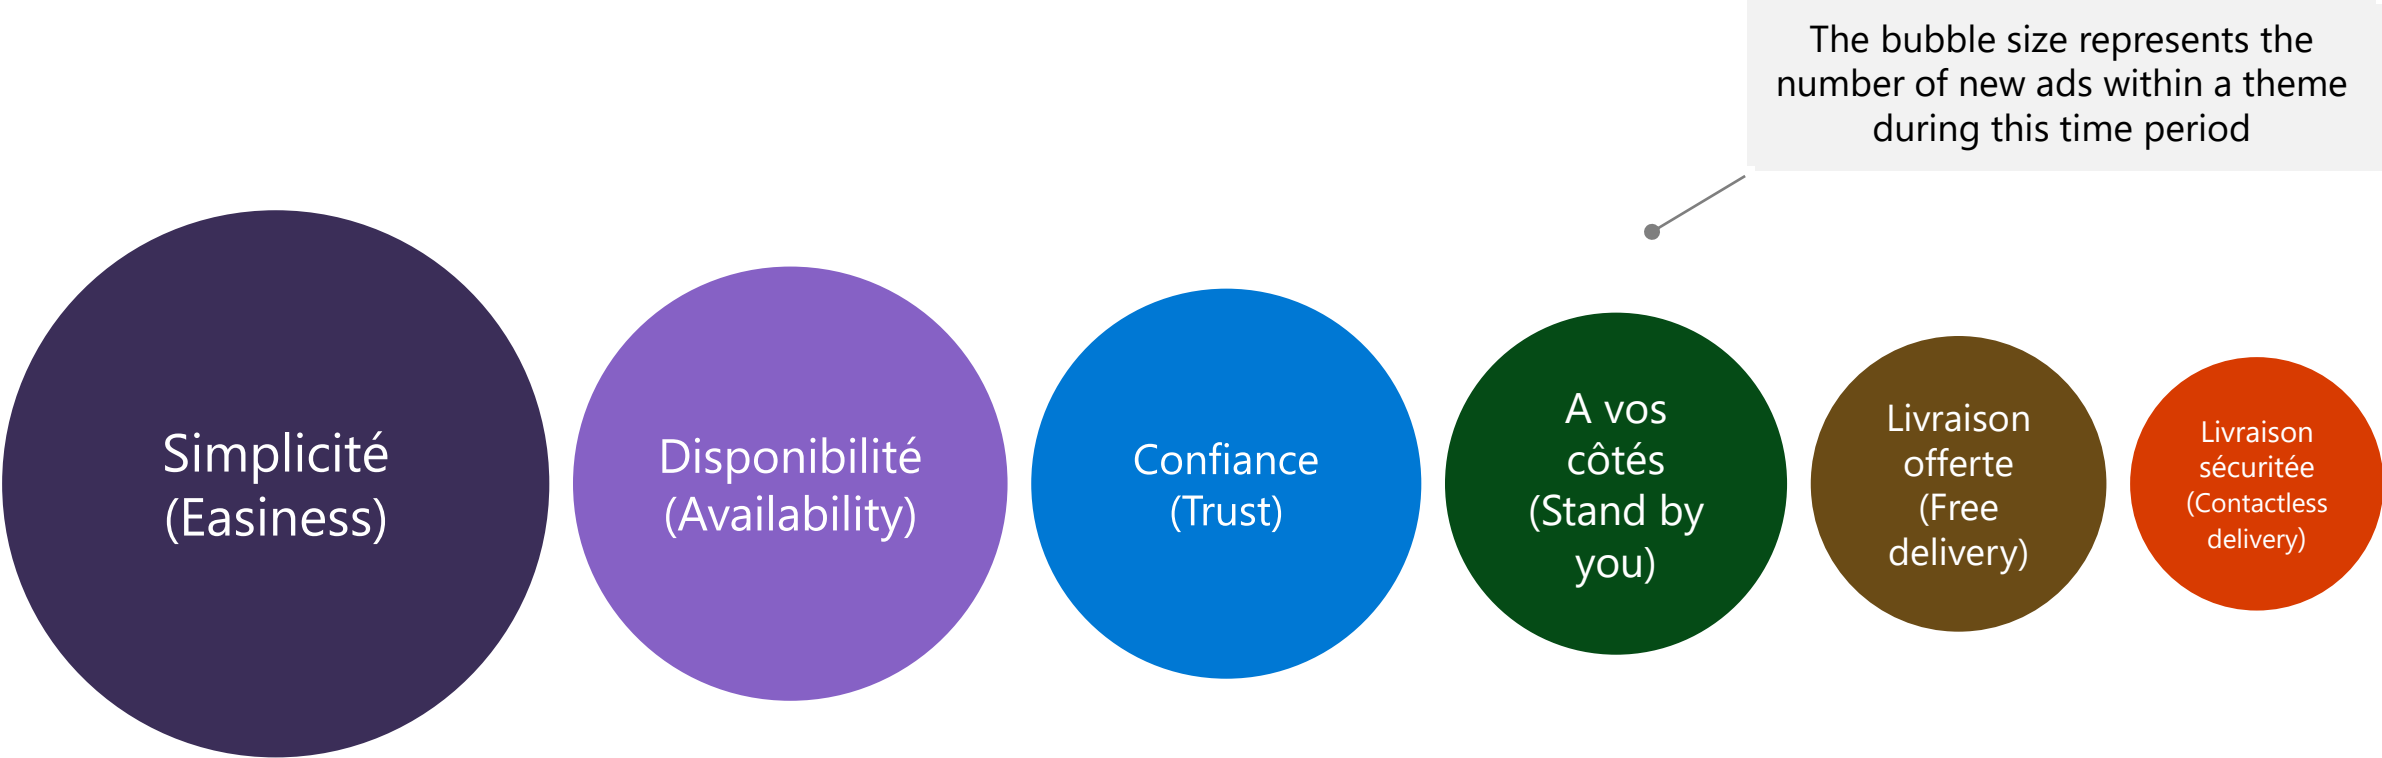 The bubble size represents the
number of new ads within a theme
during this time period
Simplicité
(Easiness)
Disponibilité
(Availability)
Confiance
(Trust)
A vos
côtés
(Stand by
you)
Livraison
offerte
(Free
delivery)
Livraison
sécuritée
(Contactless
delivery)